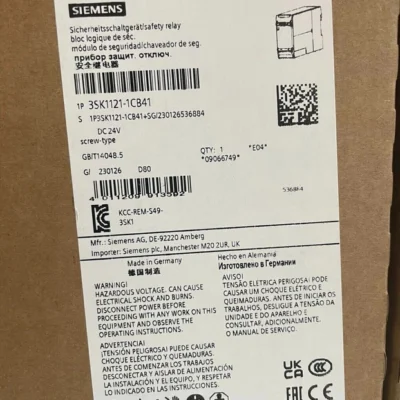 SIEMENS
Sicherheitsschaltgerät/safety relay
bloc logique de séc.
módulo de seguridad/chaveador de seg.
прибор защит. отключ.
安全继电器
1P 3SK1121-1CB41
S 1P3SK1121-1CB41+SG/230126536884
DC 24V
screw-type
GB/T14048.5
QTY: 1 *E04*
G/ 230126 D80 *09066749*
5368F4
KCC-REM-S49-
3SK1
Mfr.: Siemens AG, DE-92220 Amberg
Importer: Siemens plc, Manchester M20 2UR, UK
Made in Germany
德国制造
Hecho en Alemania
Изготовлено в Германии
WARNING!
HAZARDOUS VOLTAGE. CAN CAUSE
ELECTRICAL SHOCK AND BURNS.
DISCONNECT POWER BEFORE
PROCEEDING WITH ANY WORK ON THIS
EQUIPMENT AND OBSERVE THE
OPERATING INSTRUCTIONS.
AVISO:
TENSÃO ELÉTRICA PERIGOSA! PODE
CAUSAR UM CHOQUE ELÉTRICO E
QUEIMADURAS. ANTES DE INICIAR OS
TRABALHOS, DESLIGUE A TENSÃO DA
UNIDADE E DO APARELHO E
CONSULTAR, ADICIONALMENTE,
O MANUAL DE SERVIÇO.
ADVERTENCIA!
¡TENSIÓN PELIGROSA! PUEDE CAUSAR
CHOQUE ELÉCTRICO Y QUEMADURAS.
DESCONECTAR Y AISLAR EL ALIMENTADOR
LA INSTALACIÓN Y EL EQUIPO, Y RESPETAR
LO INDICADO EN LAS INSTRUCCIONES.
UK
CA
EAC CE